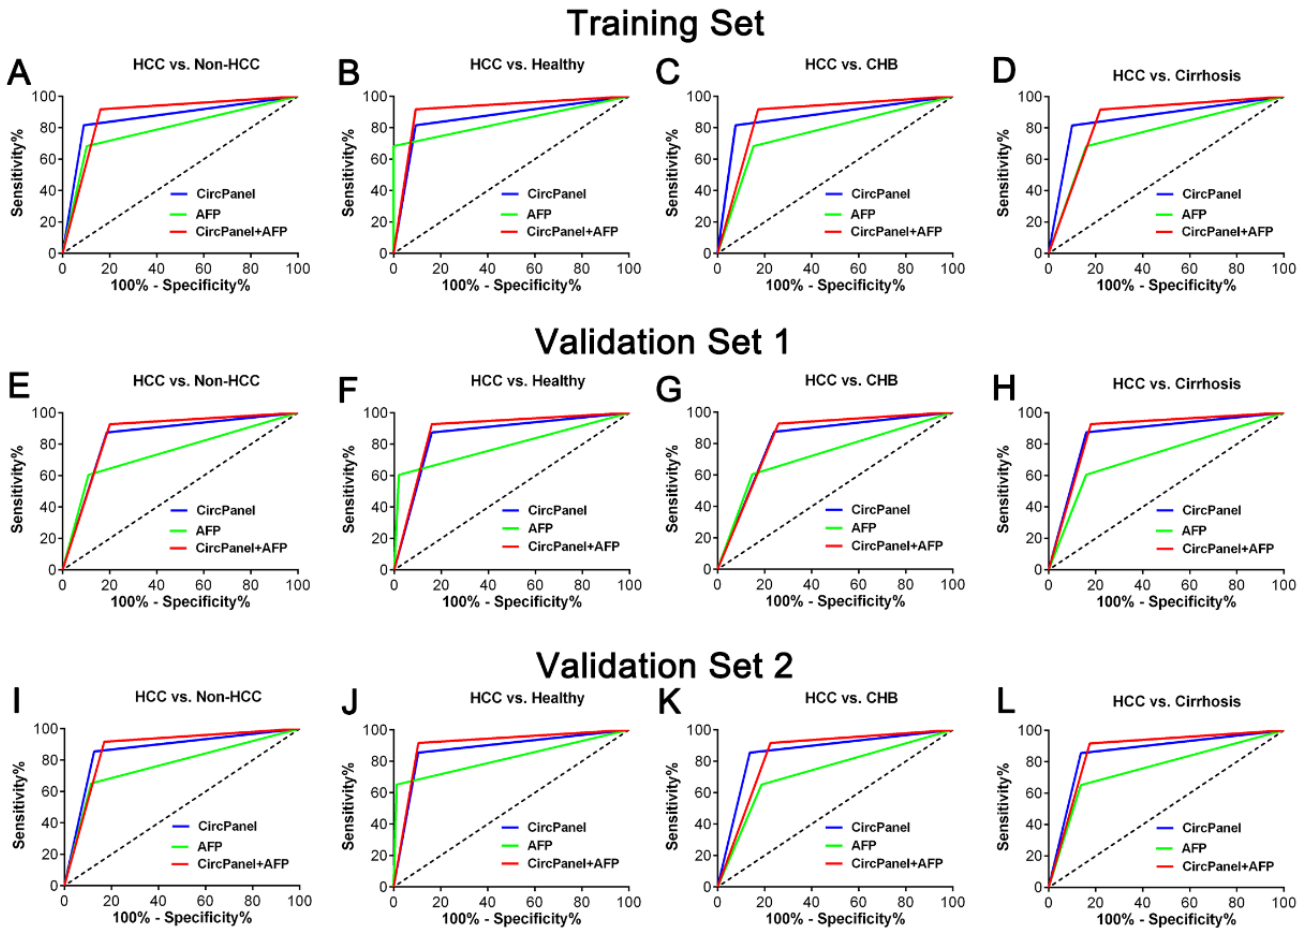 Training Set
A
HCC vs. Non-HCC
Sensitivity%
100
80
60
40
20
0
CircPanel
AFP
CircPanel+AFP
0 20 40 60 80 100
100% - Specificity%
B
HCC vs. Healthy
Sensitivity%
100
80
60
40
20
0
CircPanel
AFP
CircPanel+AFP
0 20 40 60 80 100
100% - Specificity%
C
HCC vs. CHB
Sensitivity%
100
80
60
40
20
0
CircPanel
AFP
CircPanel+AFP
0 20 40 60 80 100
100% - Specificity%
D
HCC vs. Cirrhosis
Sensitivity%
100
80
60
40
20
0
CircPanel
AFP
CircPanel+AFP
0 20 40 60 80 100
100% - Specificity%
Validation Set 1
E
HCC vs. Non-HCC
Sensitivity%
100
80
60
40
20
0
CircPanel
AFP
CircPanel+AFP
0 20 40 60 80 100
100% - Specificity%
F
HCC vs. Healthy
Sensitivity%
100
80
60
40
20
0
CircPanel
AFP
CircPanel+AFP
0 20 40 60 80 100
100% - Specificity%
G
HCC vs. CHB
Sensitivity%
100
80
60
40
20
0
CircPanel
AFP
CircPanel+AFP
0 20 40 60 80 100
100% - Specificity%
H
HCC vs. Cirrhosis
Sensitivity%
100
80
60
40
20
0
CircPanel
AFP
CircPanel+AFP
0 20 40 60 80 100
100% - Specificity%
Validation Set 2
I
HCC vs. Non-HCC
Sensitivity%
100
80
60
40
20
0
CircPanel
AFP
CircPanel+AFP
0 20 40 60 80 100
100% - Specificity%
J
HCC vs. Healthy
Sensitivity%
100
80
60
40
20
0
CircPanel
AFP
CircPanel+AFP
0 20 40 60 80 100
100% - Specificity%
K
HCC vs. CHB
Sensitivity%
100
80
60
40
20
0
CircPanel
AFP
CircPanel+AFP
0 20 40 60 80 100
100% - Specificity%
L
HCC vs. Cirrhosis
Sensitivity%
100
80
60
40
20
0
CircPanel
AFP
CircPanel+AFP
0 20 40 60 80 100
100% - Specificity%